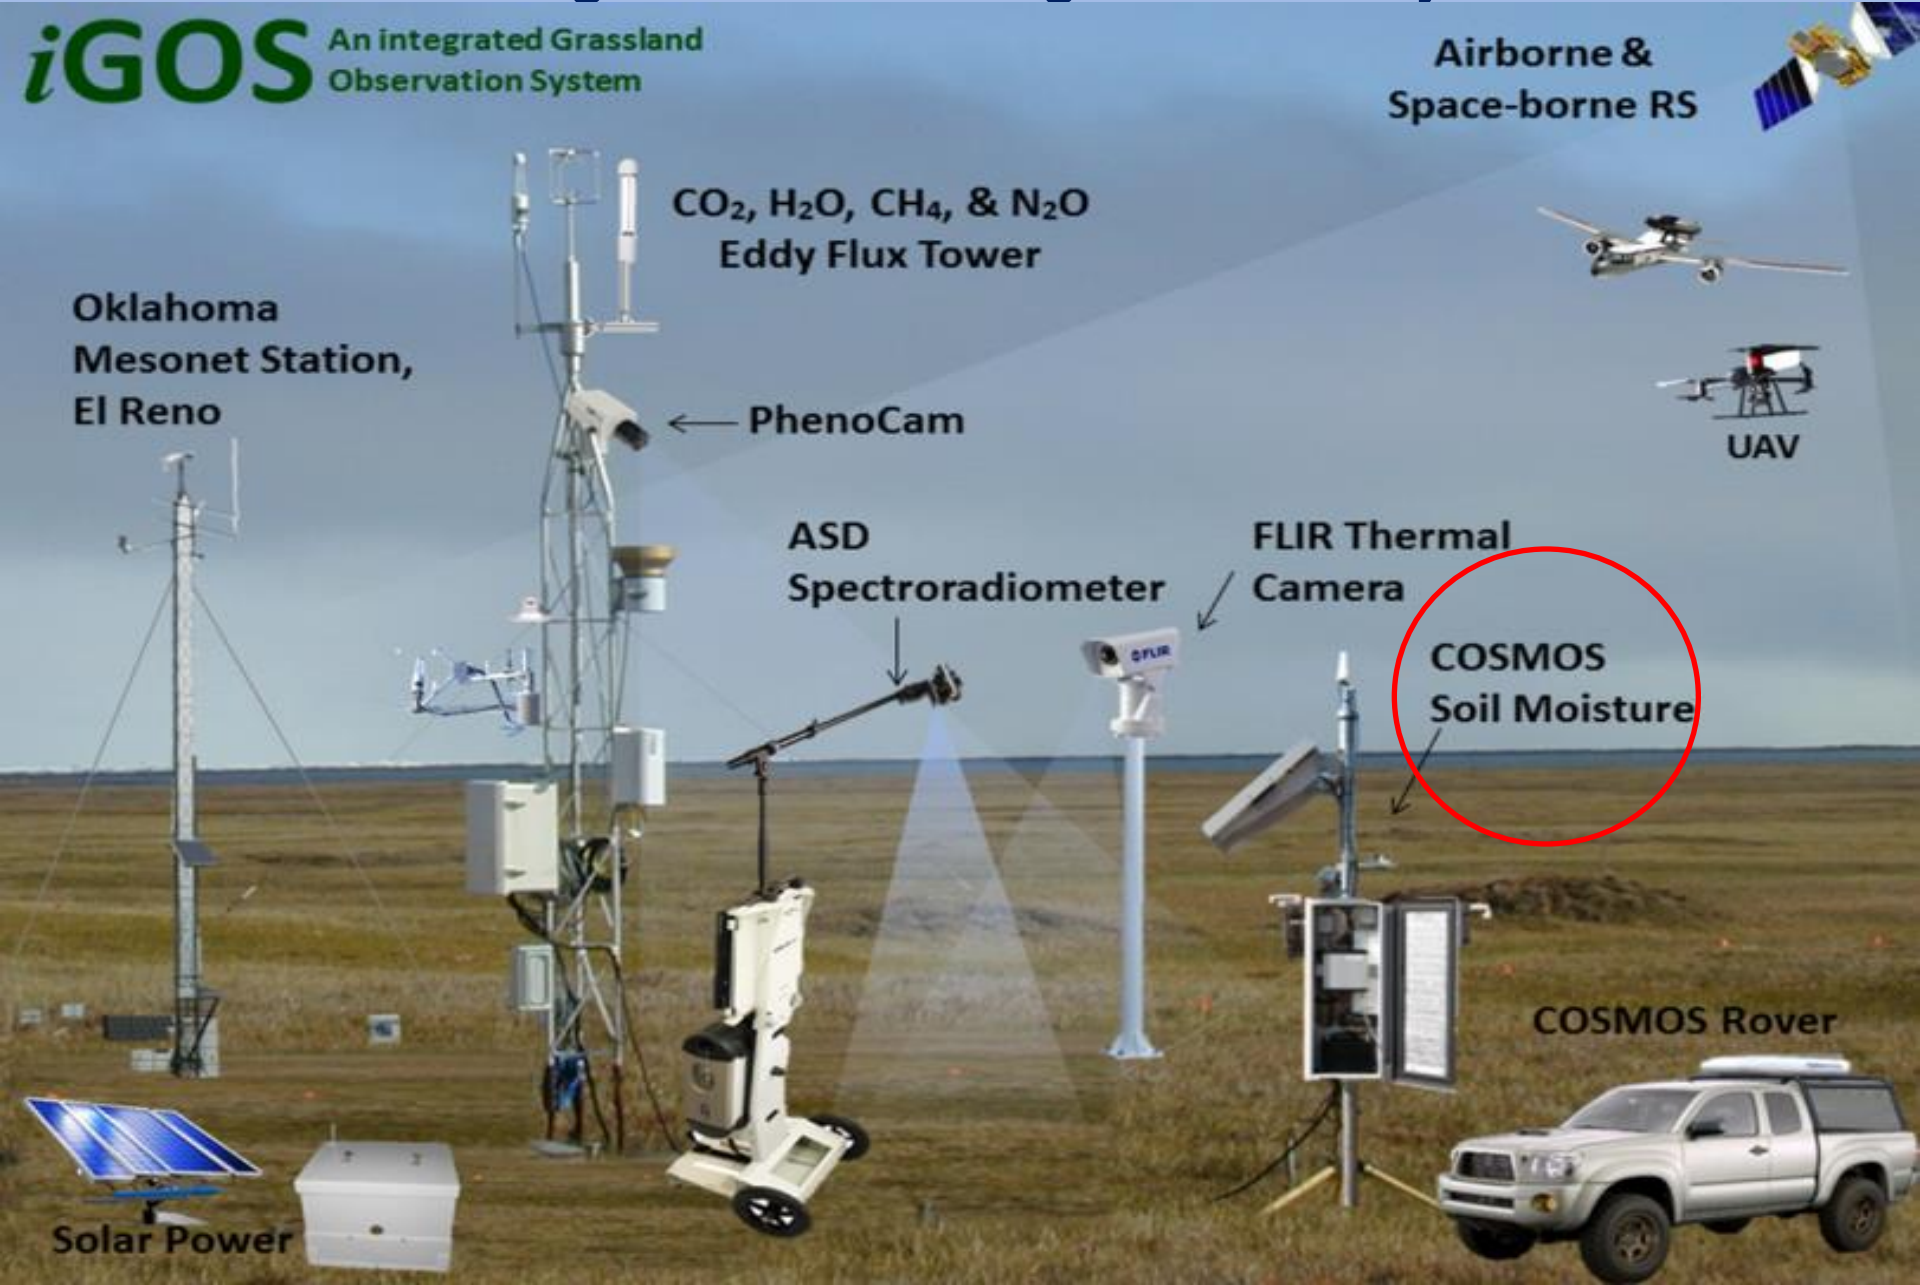 iGOS
An integrated Grassland
Observation System
Airborne &
Space-borne RS
CO₂, H₂O, CH₄, & N₂O
Eddy Flux Tower
Oklahoma
Mesonet Station,
El Reno
PhenoCam
UAV
ASD
Spectroradiometer
FLIR Thermal
Camera
FLIR
COSMOS
Soil Moisture
COSMOS Rover
Solar Power